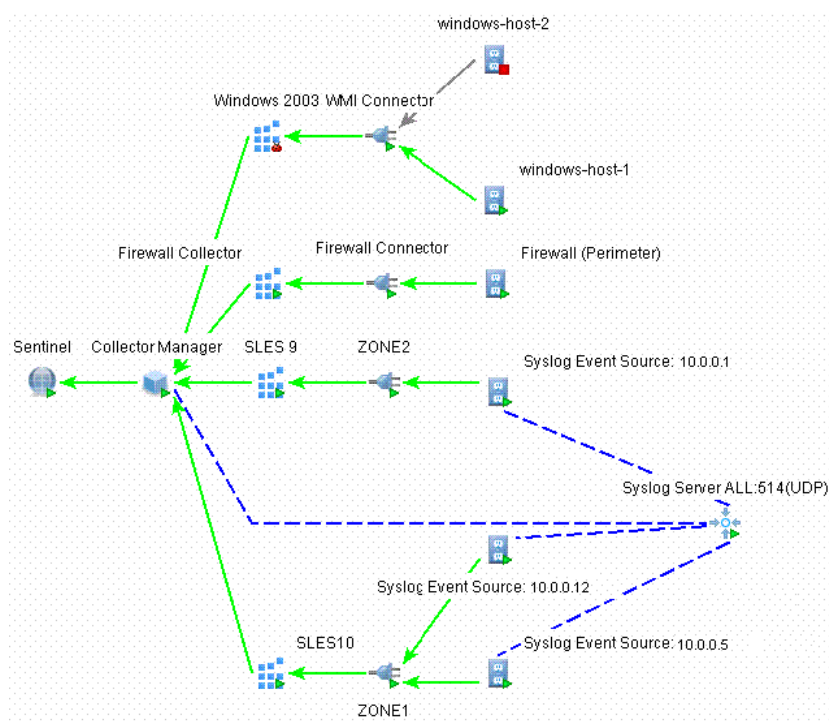 windows-host-2
Windows 2003 WMI Connector
windows-host-1
Firewall Collector
Firewall Connector
Firewall (Perimeter)
Sentinel
Collector Manager
SLES 9
ZONE2
Syslog Event Source: 10.0.0.1
Syslog Server ALL:514(UDP)
Syslog Event Source: 10.0.0.12
SLES10
Syslog Event Source: 10.0.0.5
ZONE1